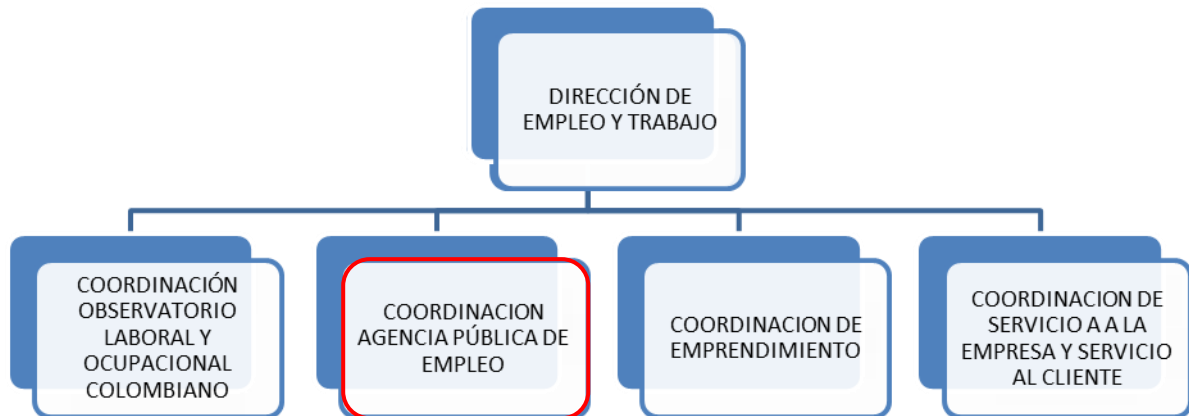 DIRECCIÓN DE
EMPLEO Y TRABAJO
COORDINACIÓN
OBSERVATORIO
LABORAL Y
OCUPACIONAL
COLOMBIANO
COORDINACION
AGENCIA PÚBLICA DE
EMPLEO
COORDINACION DE
EMPRENDIMIENTO
COORDINACION DE
SERVICIO A A LA
EMPRESA Y SERVICIO
AL CLIENTE